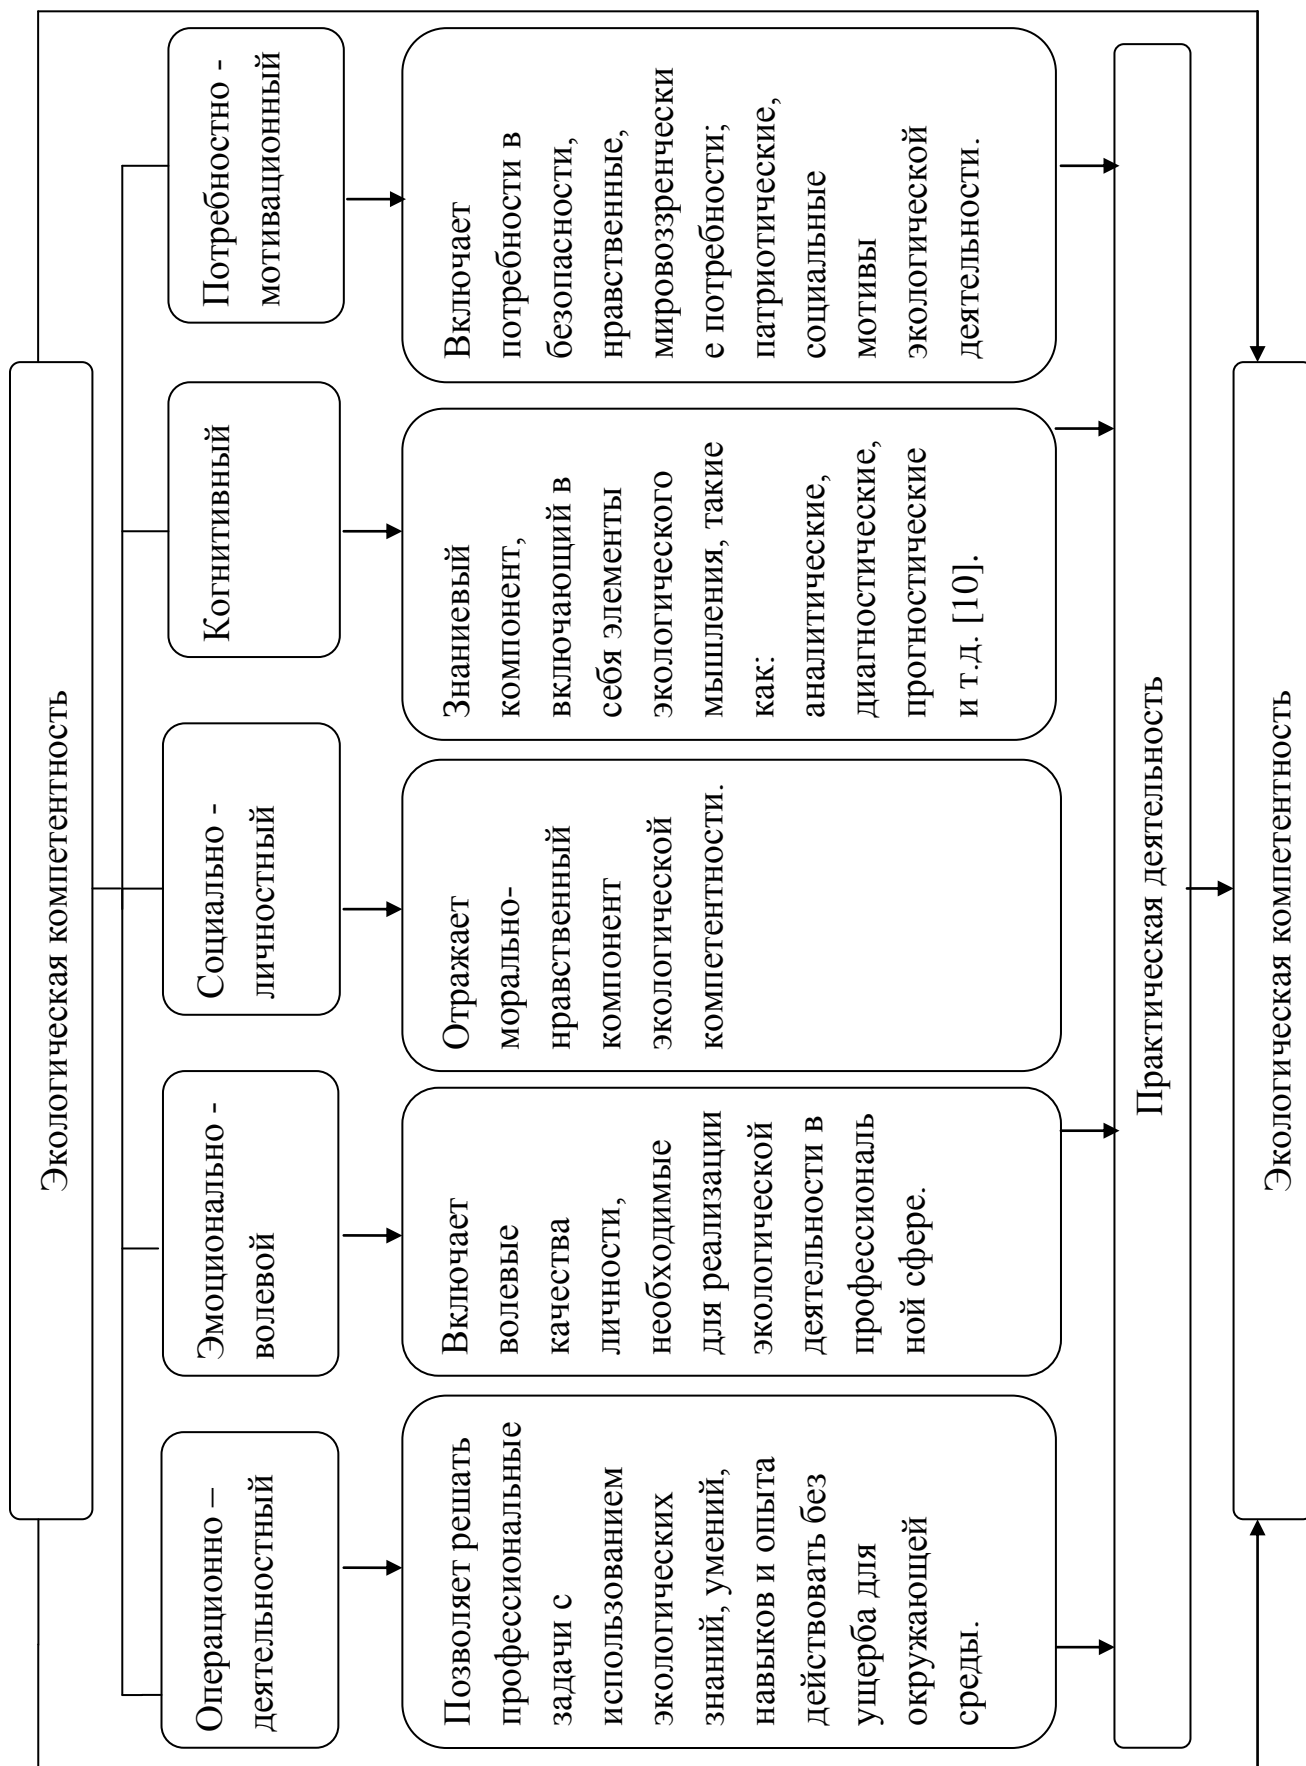 Экологическая компетентность
Операционно –
деятельностный
Эмоционально -
волевой
Социально -
личностный
Когнитивный
Потребностно -
мотивационный
Позволяет решать
профессиональные
задачи с
использованием
экологических
знаний, умений,
навыков и опыта
действовать без
ущерба для
окружающей
среды.
Включает
волевые
качества
личности,
необходимые
для реализации
экологической
деятельности в
профессиональ
ной сфере.
Отражает
морально-
нравственный
компонент
экологической
компетентности.
Знаниевый
компонент,
включающий в
себя элементы
экологического
мышления, такие
как:
аналитические,
диагностические,
прогностические
и т.д. [10].
Включает
потребности в
безопасности,
нравственные,
мировоззренчески
е потребности;
патриотические,
социальные
мотивы
экологической
деятельности.
Практическая деятельность
Экологическая компетентность